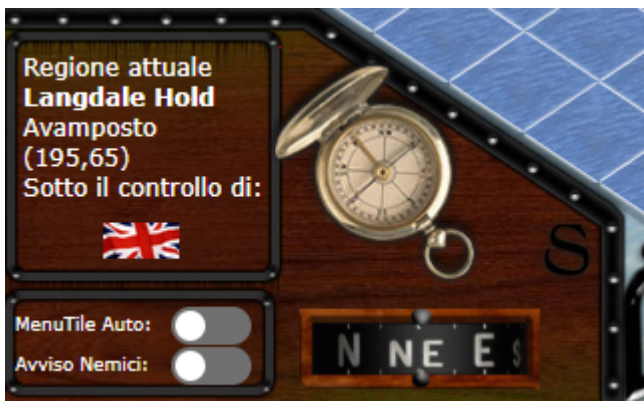 Regione attuale
Langdale Hold
Avamposto
(195,65)
Sotto il controllo di:
S
MenuTile Auto:
Avviso Nemici:
N NE E S